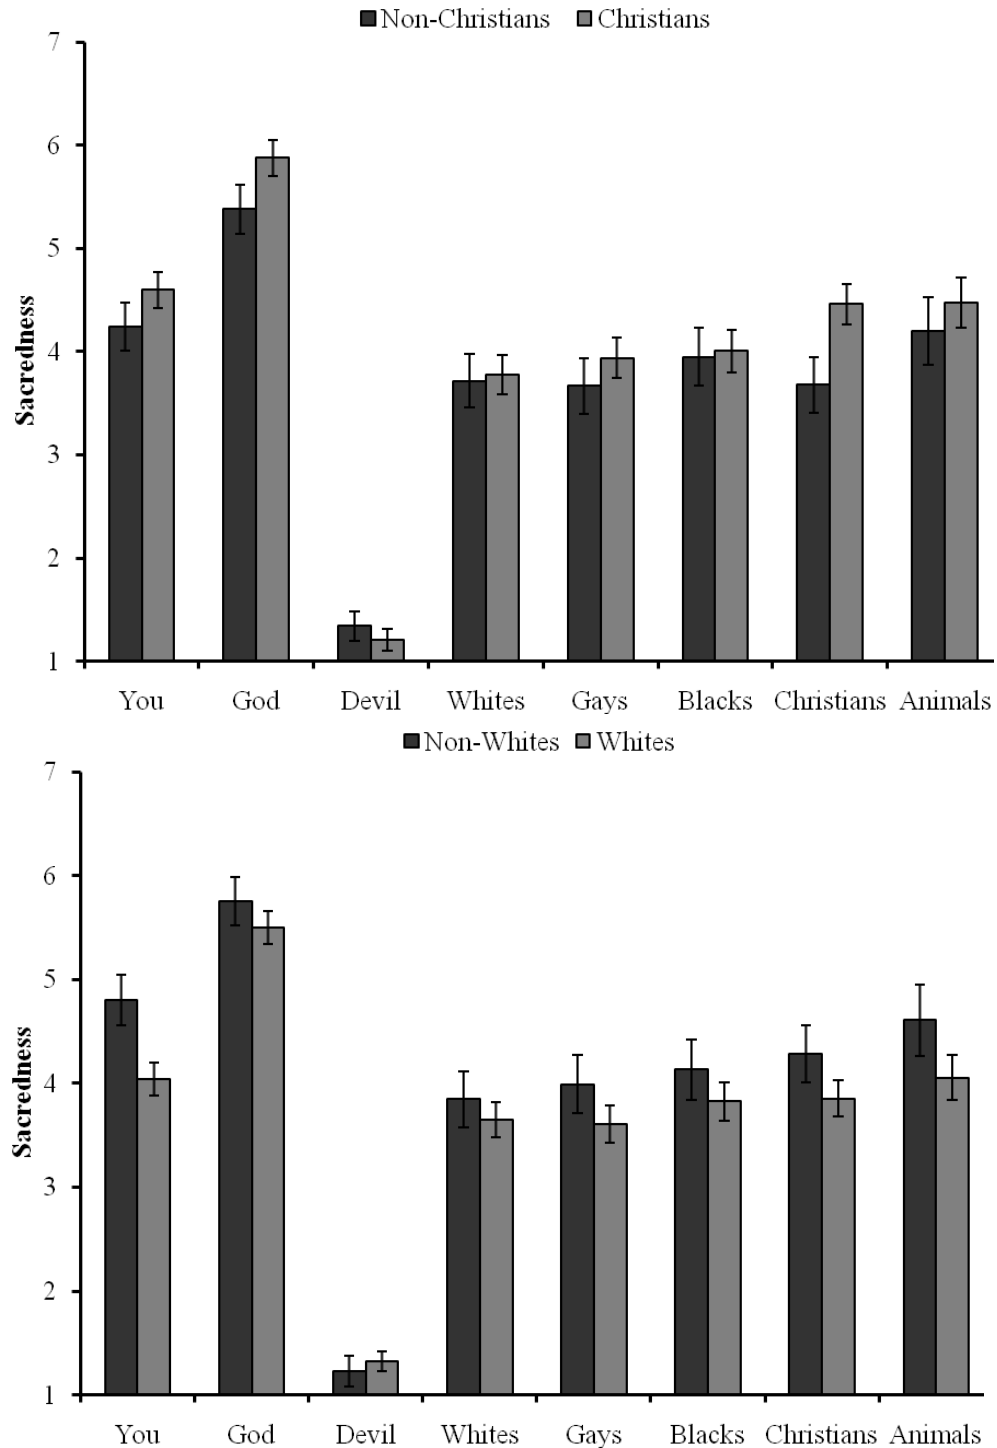 Non-Christians Christians
7
6
5
4
3
2
1
Sacredness
You God Devil Whites Gays Blacks Christians Animals
Non-Whites Whites
7
6
5
4
3
2
1
Sacredness
You God Devil Whites Gays Blacks Christians Animals